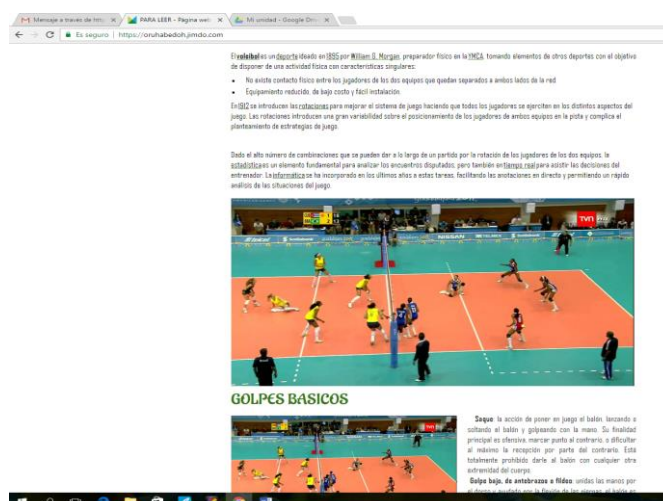 Mensaje a través de http
PARA LEER - Página web
Mi unidad - Google Dri
Es seguro | https://oruhabedoh.jimdo.com
El voleibol es un deporte ideado en 1895 por William G. Morgan, preparador físico en la YMCA, tomando elementos de otros deportes con el objetivo
de disponer de una actividad física con características singulares:
No existe contacto físico entre los jugadores de los dos equipos que quedan separados a ambos lados de la red
Equipamiento reducido, de bajo costo y fácil instalación.
En 1912 se introducen las rotaciones para mejorar el sistema de juego haciendo que todos los jugadores se ejerciten en los distintos aspectos del
juego. Las rotaciones introducen una gran variabilidad sobre el posicionamiento de los jugadores de ambos equipos en la pista y complica el
planteamiento de estrategias de juego.
Dado el alto número de combinaciones que se pueden dar a lo largo de un partido por la rotación de los jugadores de los dos equipos, la
estadística es un elemento fundamental para analizar los encuentros disputados, pero también en tiempo real para asistir las decisiones del
entrenador. La informática se ha incorporado en los últimos años a estas tareas, facilitando las anotaciones en directo y permitiendo un rápido
análisis de las situaciones del juego.
TVN
NISSAN
GOLPES BASICOS
Saque: la acción de poner en juego el balón, lanzando o
soltando el balón y golpeando con la mano. Su finalidad
principal es ofensiva, marcar punto al contrario, o dificultar
al máximo la recepción por parte del contrario. Está
totalmente prohibido darle al balón con cualquier otra
extremidad del cuerpo.
Golpe bajo, de antebrazos o fildeo: unidas las manos por